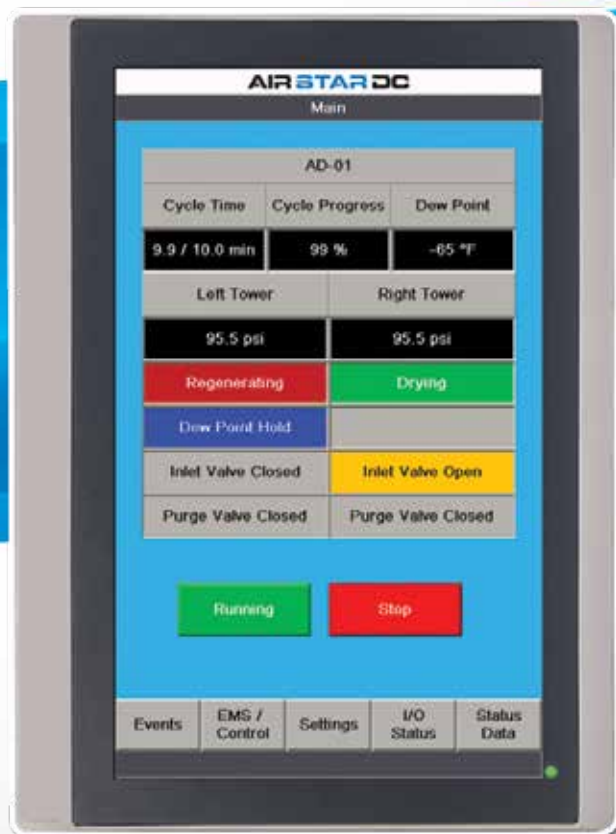 AIRSTAR DC
Main
AD-01
Cycle Time Cycle Progress Dew Point
9.9 / 10.0 min 99 % -65 °F
Left Tower Right Tower
95.5 psi 95.5 psi
Regenerating Drying
Dew Point Hold
Inlet Valve Closed Inlet Valve Open
Purge Valve Closed Purge Valve Closed
Running Stop
Events EMS / Control Settings I/O Status Status Data